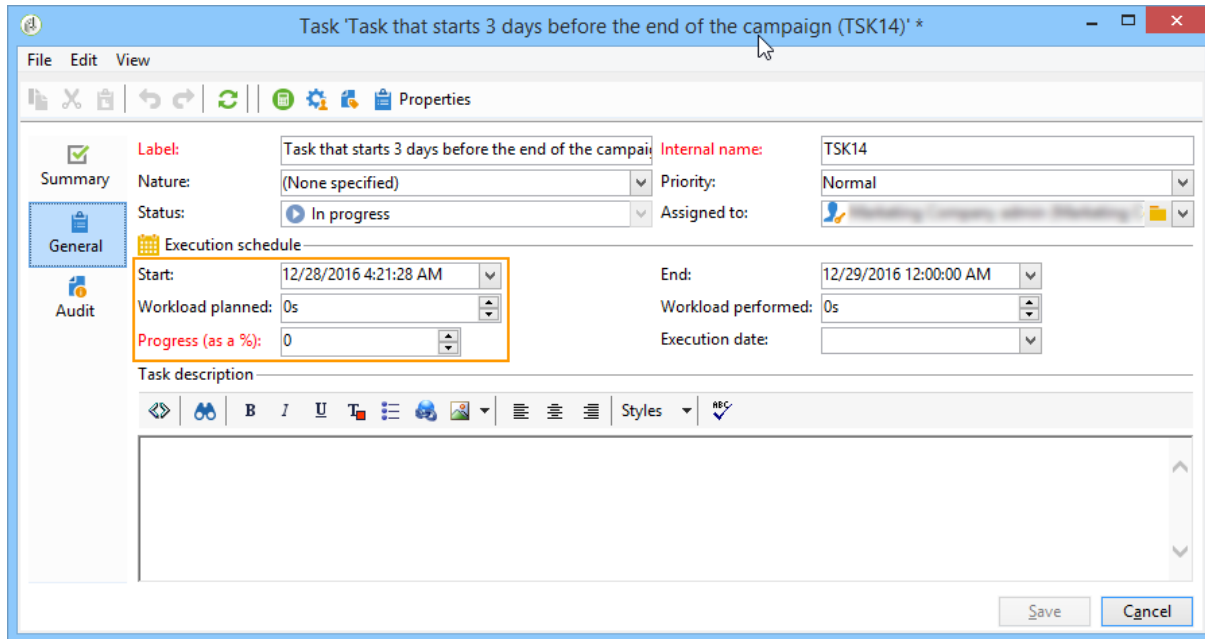 Task 'Task that starts 3 days before the end of the campaign (TSK14)' *
File Edit View
Properties
Summary
General
Audit
Label: Task that starts 3 days before the end of the campai Internal name: TSK14
Nature: (None specified) Priority: Normal
Status: In progress Assigned to:
Execution schedule
Start: 12/28/2016 4:21:28 AM End: 12/29/2016 12:00:00 AM
Workload planned: 0s Workload performed: 0s
Progress (as a %): 0 Execution date:
Task description
B I U T Styles ABC
Save Cancel